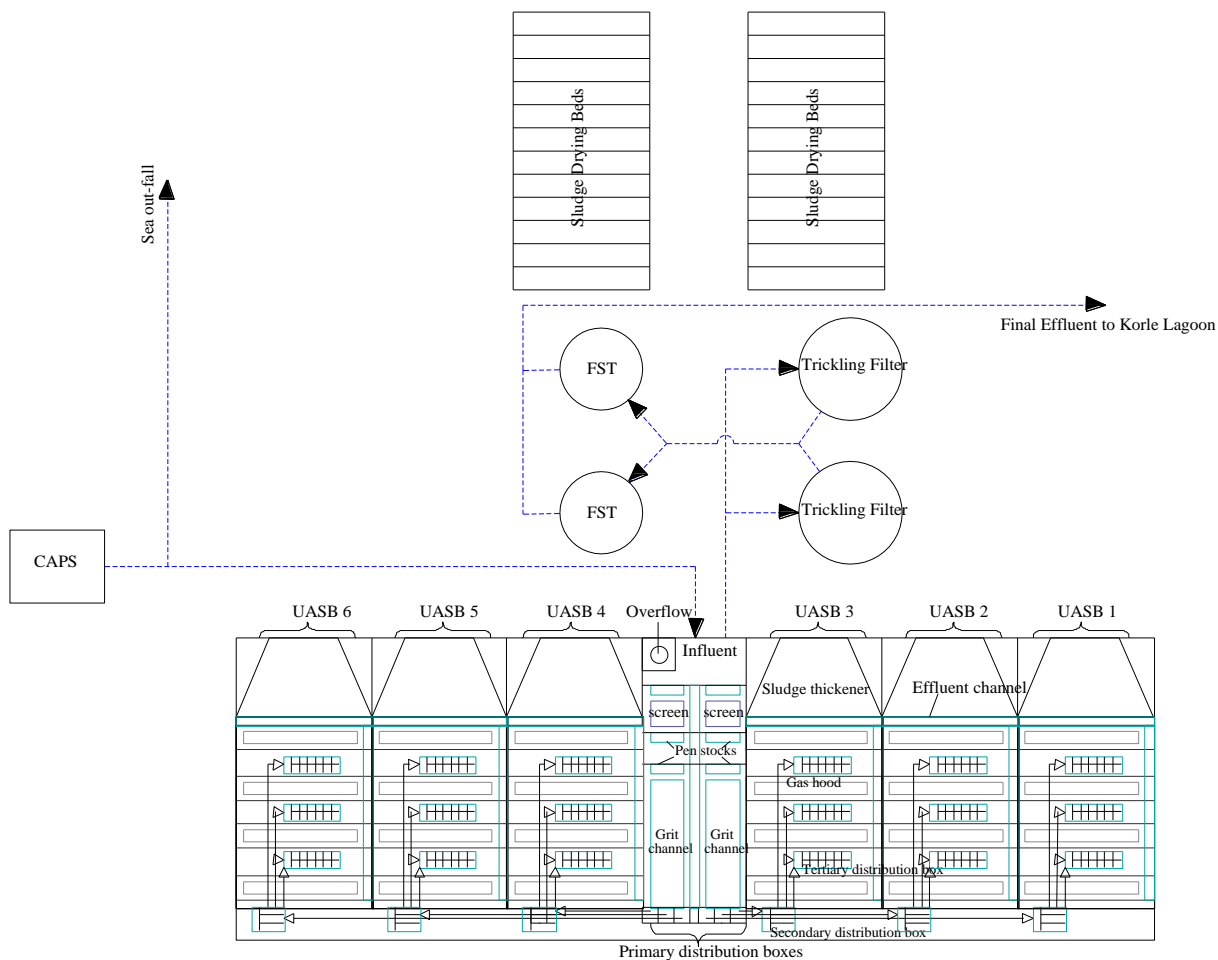 Sludge Drying Beds
Sludge Drying Beds
Sea out-fall
Final Effluent to Korle Lagoon
FST
Trickling Filter
FST
Trickling Filter
CAPS
UASB 6
UASB 5
UASB 4
Overflow
UASB 3
UASB 2
UASB 1
Influent
Sludge thickener
Effluent channel
screen
screen
Pen stocks
Gas hood
Grit
channel
Grit
channel
Tertiary distribution box
Secondary distribution box
Primary distribution boxes